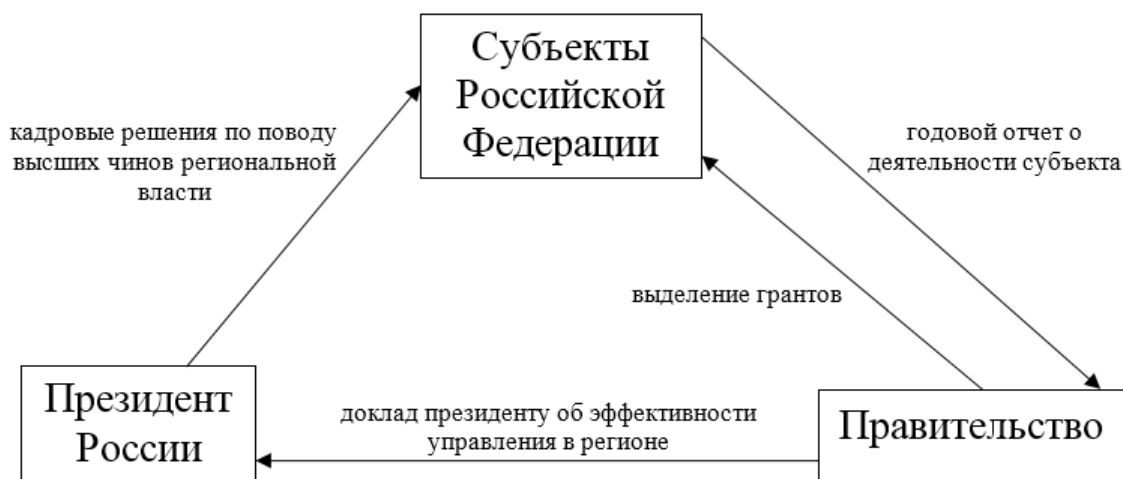 Субъекты
Российской
Федерации
кадровые решения по поводу
высших чинов региональной
власти
годовой отчет о
деятельности субъекта
выделение грантов
Президент
России
доклад президенту об эффективности
управления в регионе
Правительство